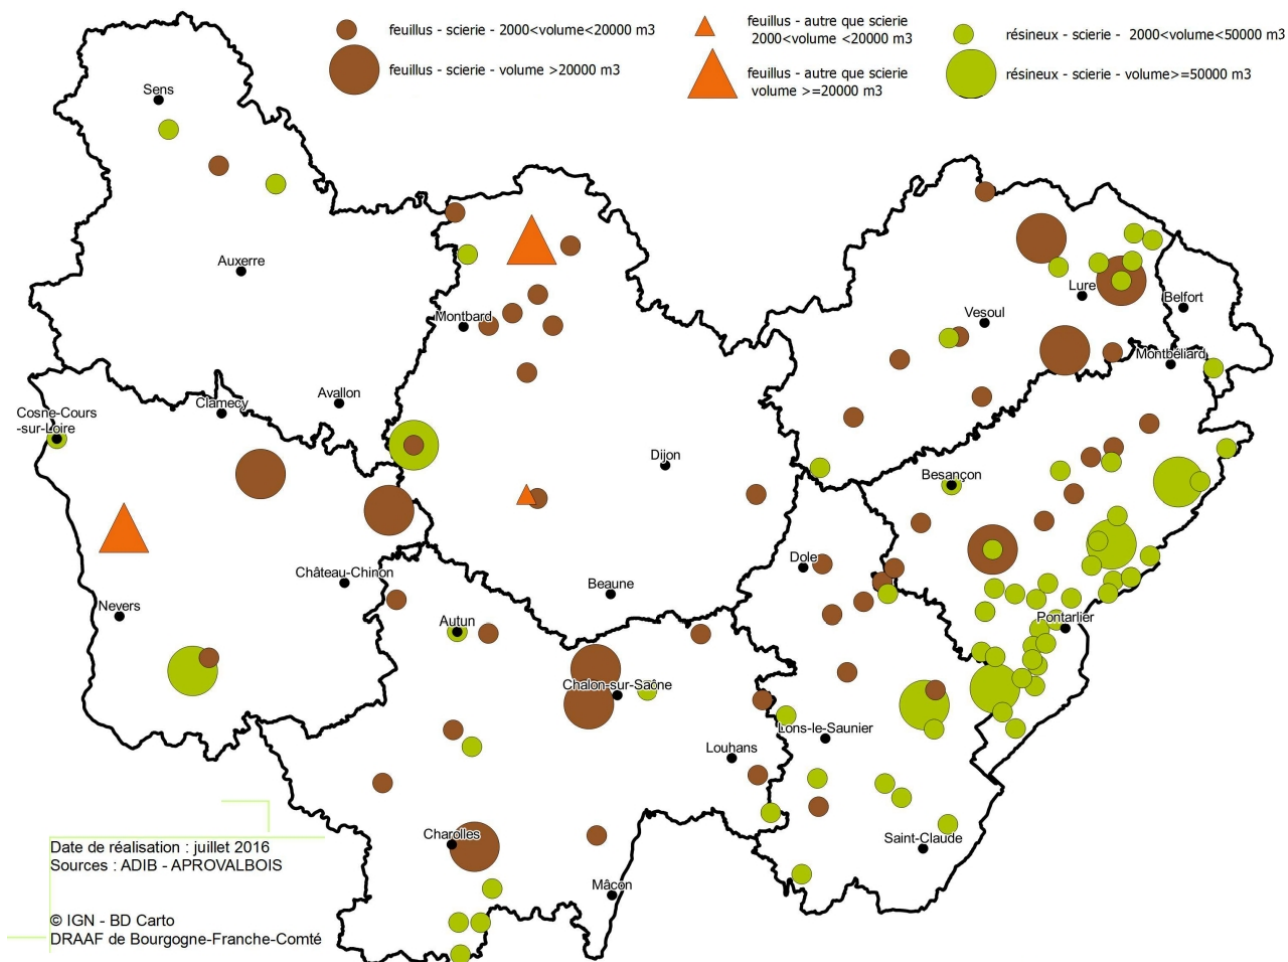 feuillus - scierie - 2000<volume<20000 m3
feuillus - scierie - volume >20000 m3
feuillus - autre que scierie
2000<volume <20000 m3
feuillus - autre que scierie
volume >=20000 m3
résineux - scierie - 2000<volume<50000 m3
résineux - scierie - volume>=50000 m3
Sens
Auxerre
Montbard
Lure
Belfort
Vesoul
Montbéliard
Avallon
Clamecy
Cosne-Cours
-sur-Loire
Dijon
Besançon
Dole
Château-Chinon
Beaune
Nevers
Autun
Pontarlier
Chalon-sur-Saône
Lons-le-Saunier
Louhans
Charolles
Saint-Claude
Mâcon
Date de réalisation : juillet 2016
Sources : ADIB - APROVALBOIS
© IGN - BD Carto
DRAAF de Bourgogne-Franche-Comté